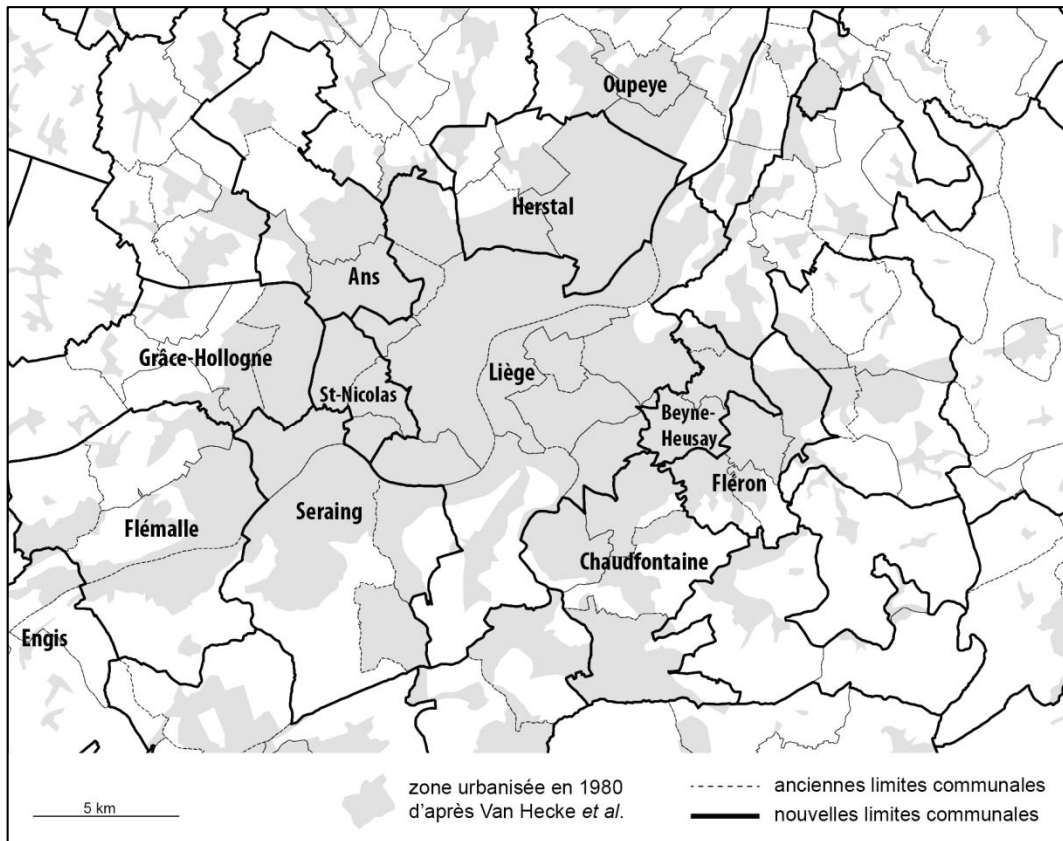 Oupeye
Herstal
Ans
Grâce-Hollogne
St-Nicolas
Liège
Beyne-
Heusay
Fléron
Seraing
Flémalle
Chaudfontaine
Engis
5 km
zone urbanisée en 1980
d'après Van Hecke et al.
anciennes limites communales
nouvelles limites communales